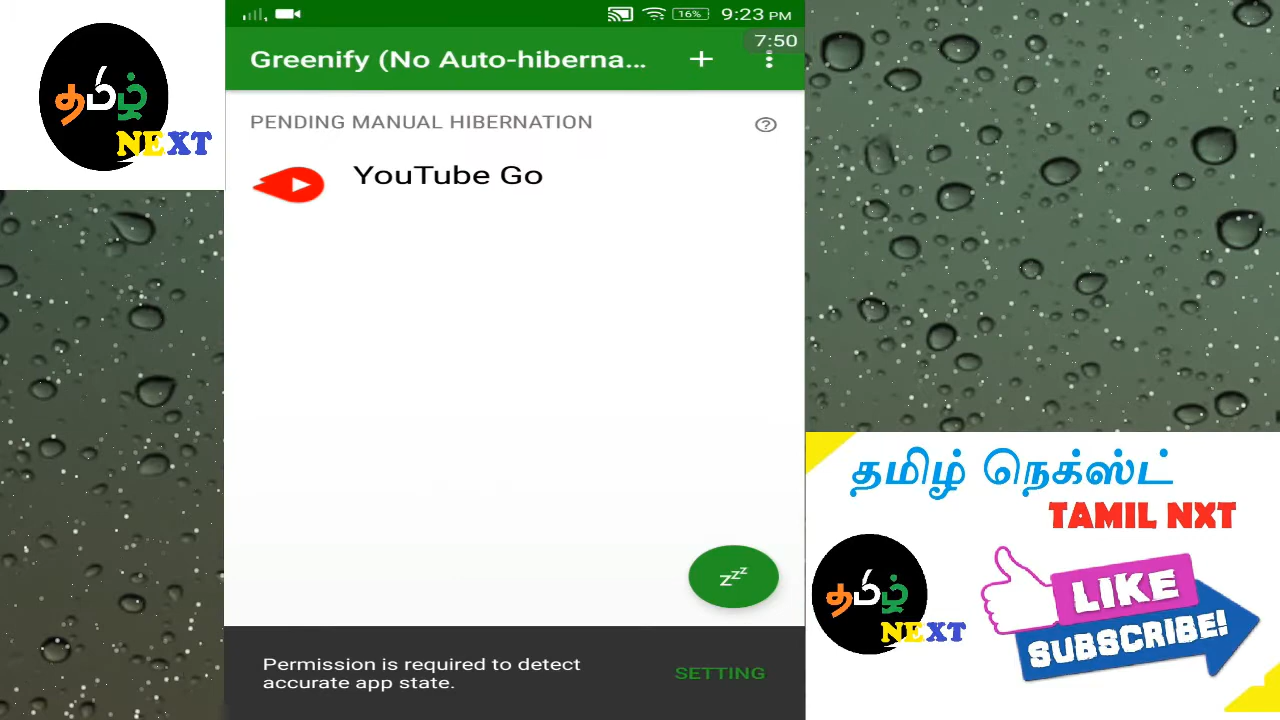 தமிழ்
NEXT
16%
9:23 PM
7:50
Greenify (No Auto-hiberna...
PENDING MANUAL HIBERNATION
YouTube Go
zzz
Permission is required to detect
accurate app state.
SETTING
தமிழ் நெக்ஸ்ட்
TAMIL NXT
தமிழ்
NEXT
LIKE
SUBSCRIBE!